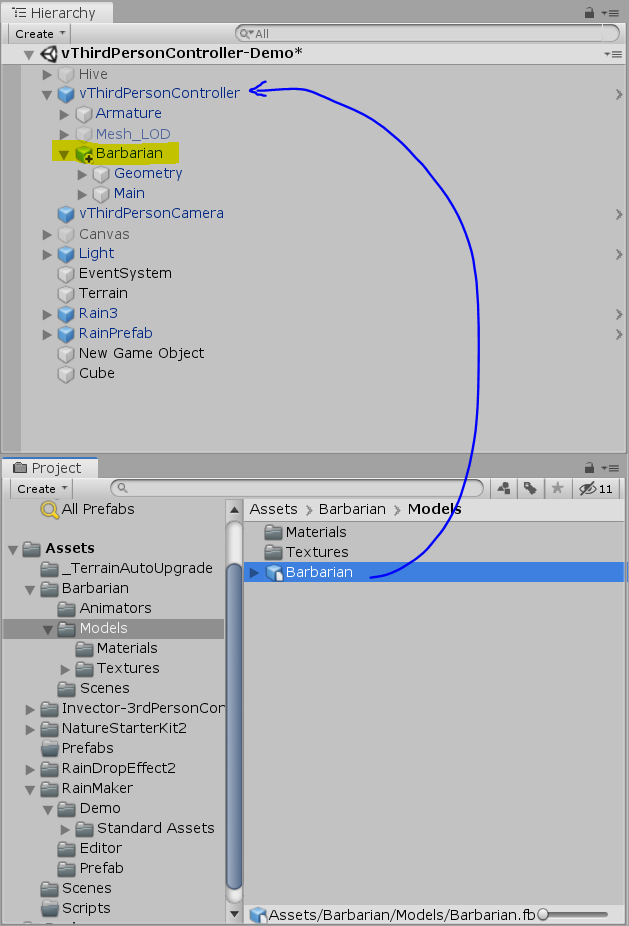 Hierarchy
Create
All
vThirdPersonController-Demo*
Hive
vThirdPersonController
Armature
Mesh_LOD
Barbarian
Geometry
Main
vThirdPersonCamera
Canvas
Light
EventSystem
Terrain
Rain3
RainPrefab
New Game Object
Cube
Project
Create
11
All Prefabs
Assets
_TerrainAutoUpgrade
Barbarian
Animators
Models
Materials
Textures
Scenes
Invector-3rdPersonCon
NatureStarterKit2
Prefabs
RainDropEffect2
RainMaker
Demo
Standard Assets
Editor
Prefab
Scenes
Scripts
Assets > Barbarian > Models
Materials
Textures
Barbarian
Assets/Barbarian/Models/Barbarian.fb